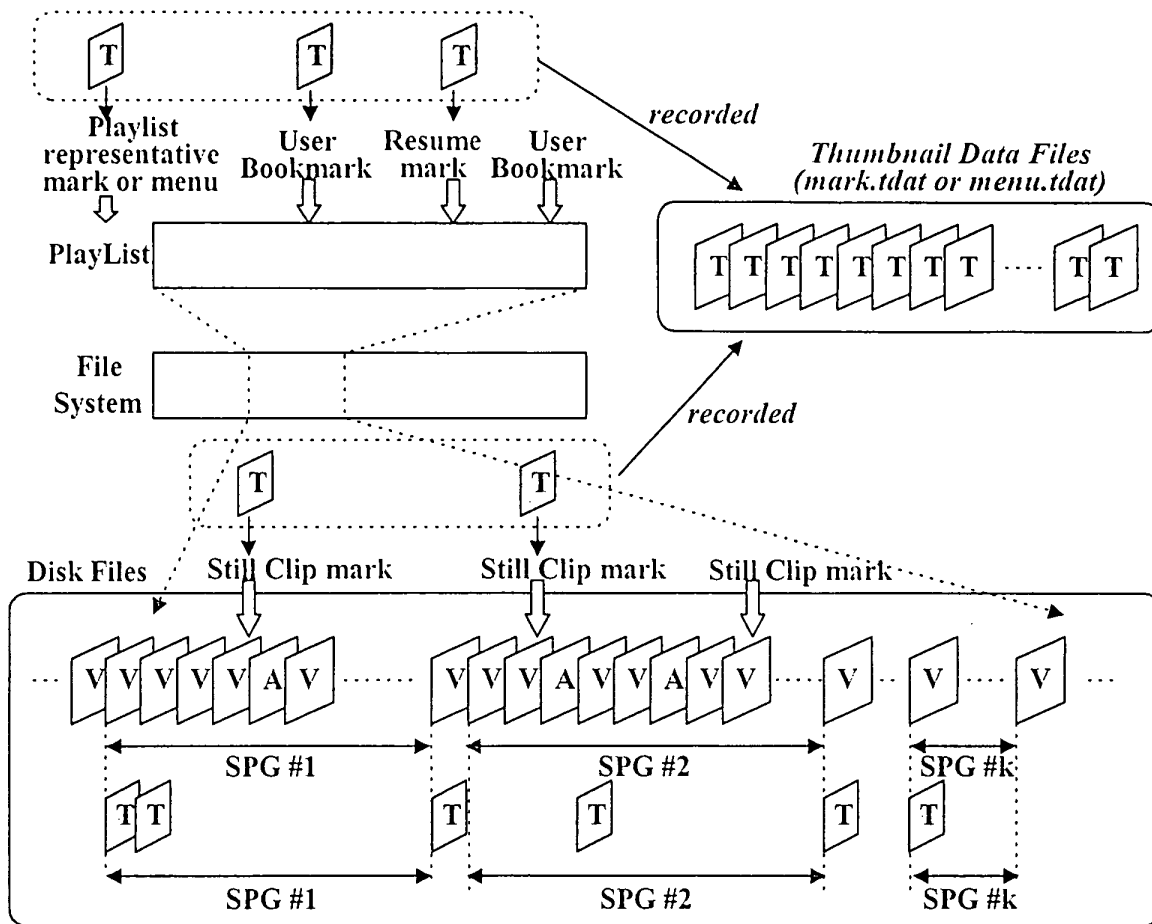 T T T
recorded
Playlist
representative
mark or menu
User
Bookmark
Resume
mark
User
Bookmark
Thumbnail Data Files
(mark.tdat or menu.tdat)
PlayList
T T T T T T T T ..... T T
File
System
recorded
T T
Disk Files
Still Clip mark Still Clip mark Still Clip mark
... V V V V V A V ....... V V V A V V A V V ..... V ... V ..... V ...
SPG #1 SPG #2 SPG #k
T T T T T T
SPG #1 SPG #2 SPG #k